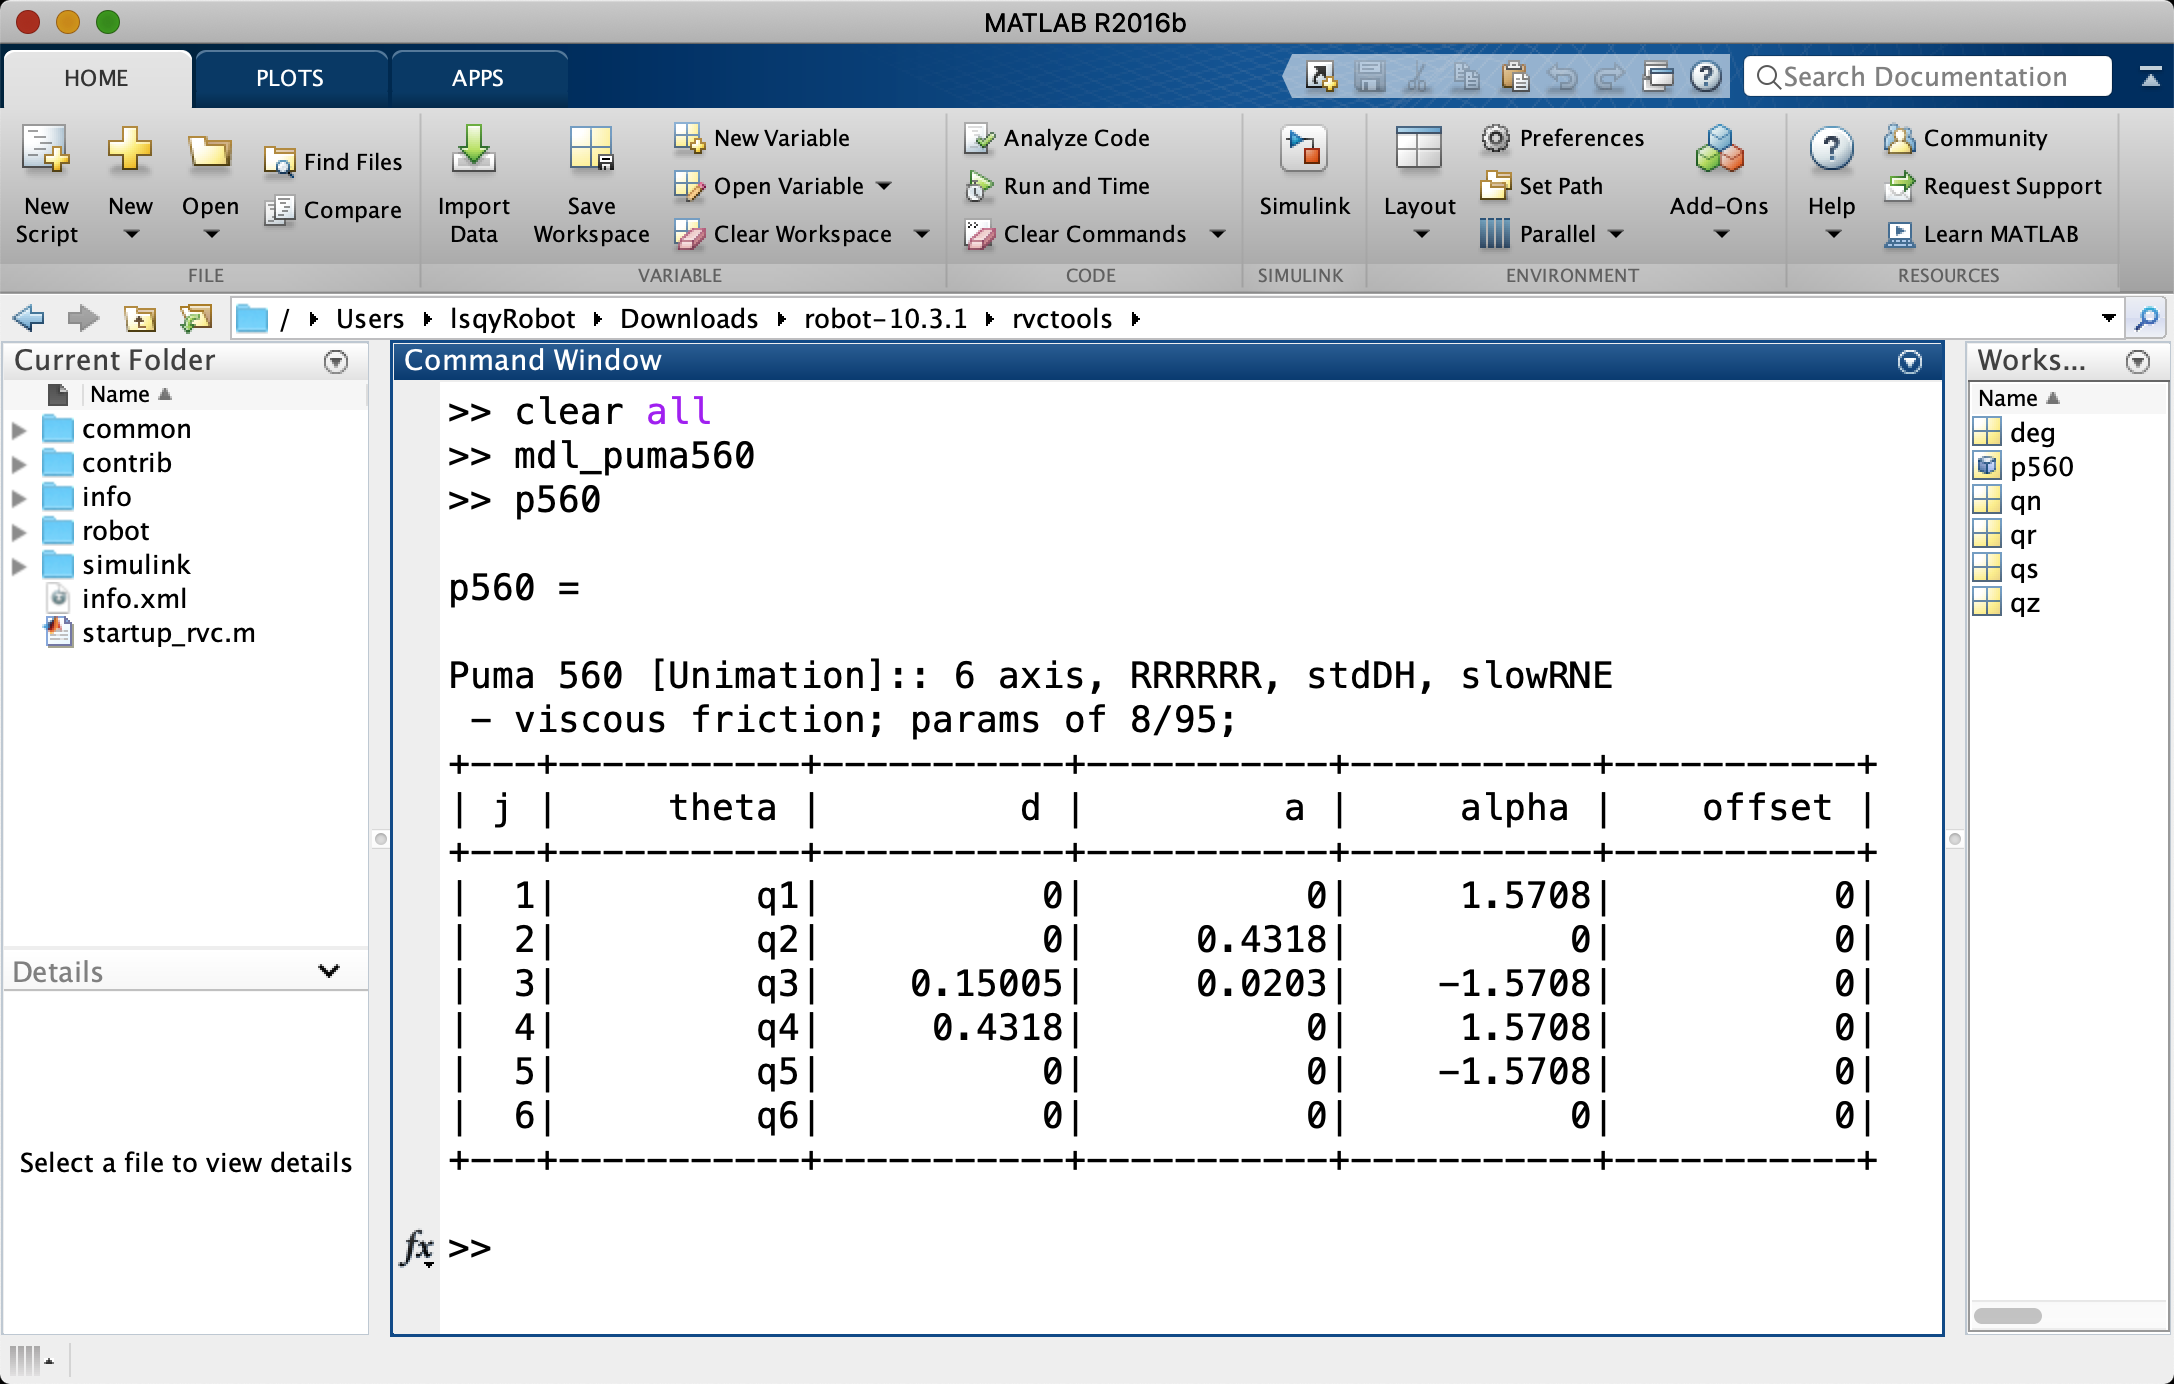 MATLAB R2016b
HOME PLOTS APPS Search Documentation
New Script
New
Open
Find Files
Compare
FILE
Import Data
Save Workspace
New Variable
Open Variable
Clear Workspace
VARIABLE
Analyze Code
Run and Time
Clear Commands
CODE
Simulink
SIMULINK
Layout
Preferences
Set Path
Parallel
Add-Ons
ENVIRONMENT
Help
Community
Request Support
Learn MATLAB
RESOURCES
/ Users lsqyRobot Downloads robot-10.3.1 rvctools
Current Folder
Name
common
contrib
info
robot
simulink
info.xml
startup_rvc.m
Details
Select a file to view details
Command Window
>> clear all
>> mdl_puma560
>> p560
p560 =
Puma 560 [Unimation]:: 6 axis, RRRRRR, stdDH, slowRNE
 - viscous friction; params of 8/95;
+---+-----------+-----------+-----------+-----------+-----------+
| j |     theta |         d |         a |     alpha |    offset |
+---+-----------+-----------+-----------+-----------+-----------+
|  1|         q1|          0|          0|     1.5708|          0|
|  2|         q2|          0|     0.4318|          0|          0|
|  3|         q3|    0.15005|     0.0203|    -1.5708|          0|
|  4|         q4|     0.4318|          0|     1.5708|          0|
|  5|         q5|          0|          0|    -1.5708|          0|
|  6|         q6|          0|          0|          0|          0|
+---+-----------+-----------+-----------+-----------+-----------+
fx >>
Works...
Name
deg
p560
qn
qr
qs
qz